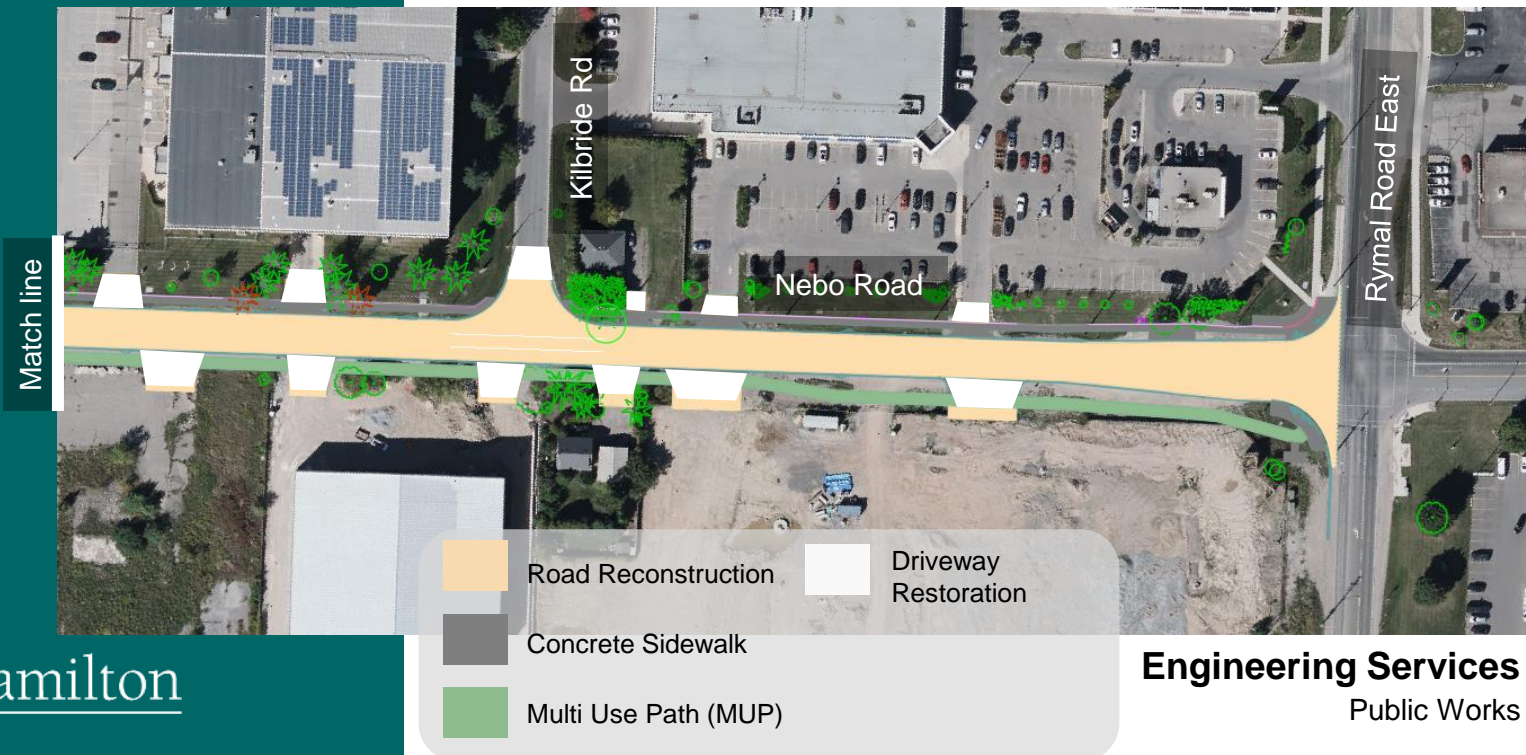 Kilbride Rd
Rymal Road East
Nebo Road
Match line
Road Reconstruction
Driveway
Restoration
Concrete Sidewalk
Multi Use Path (MUP)
amilton
Engineering Services
Public Works